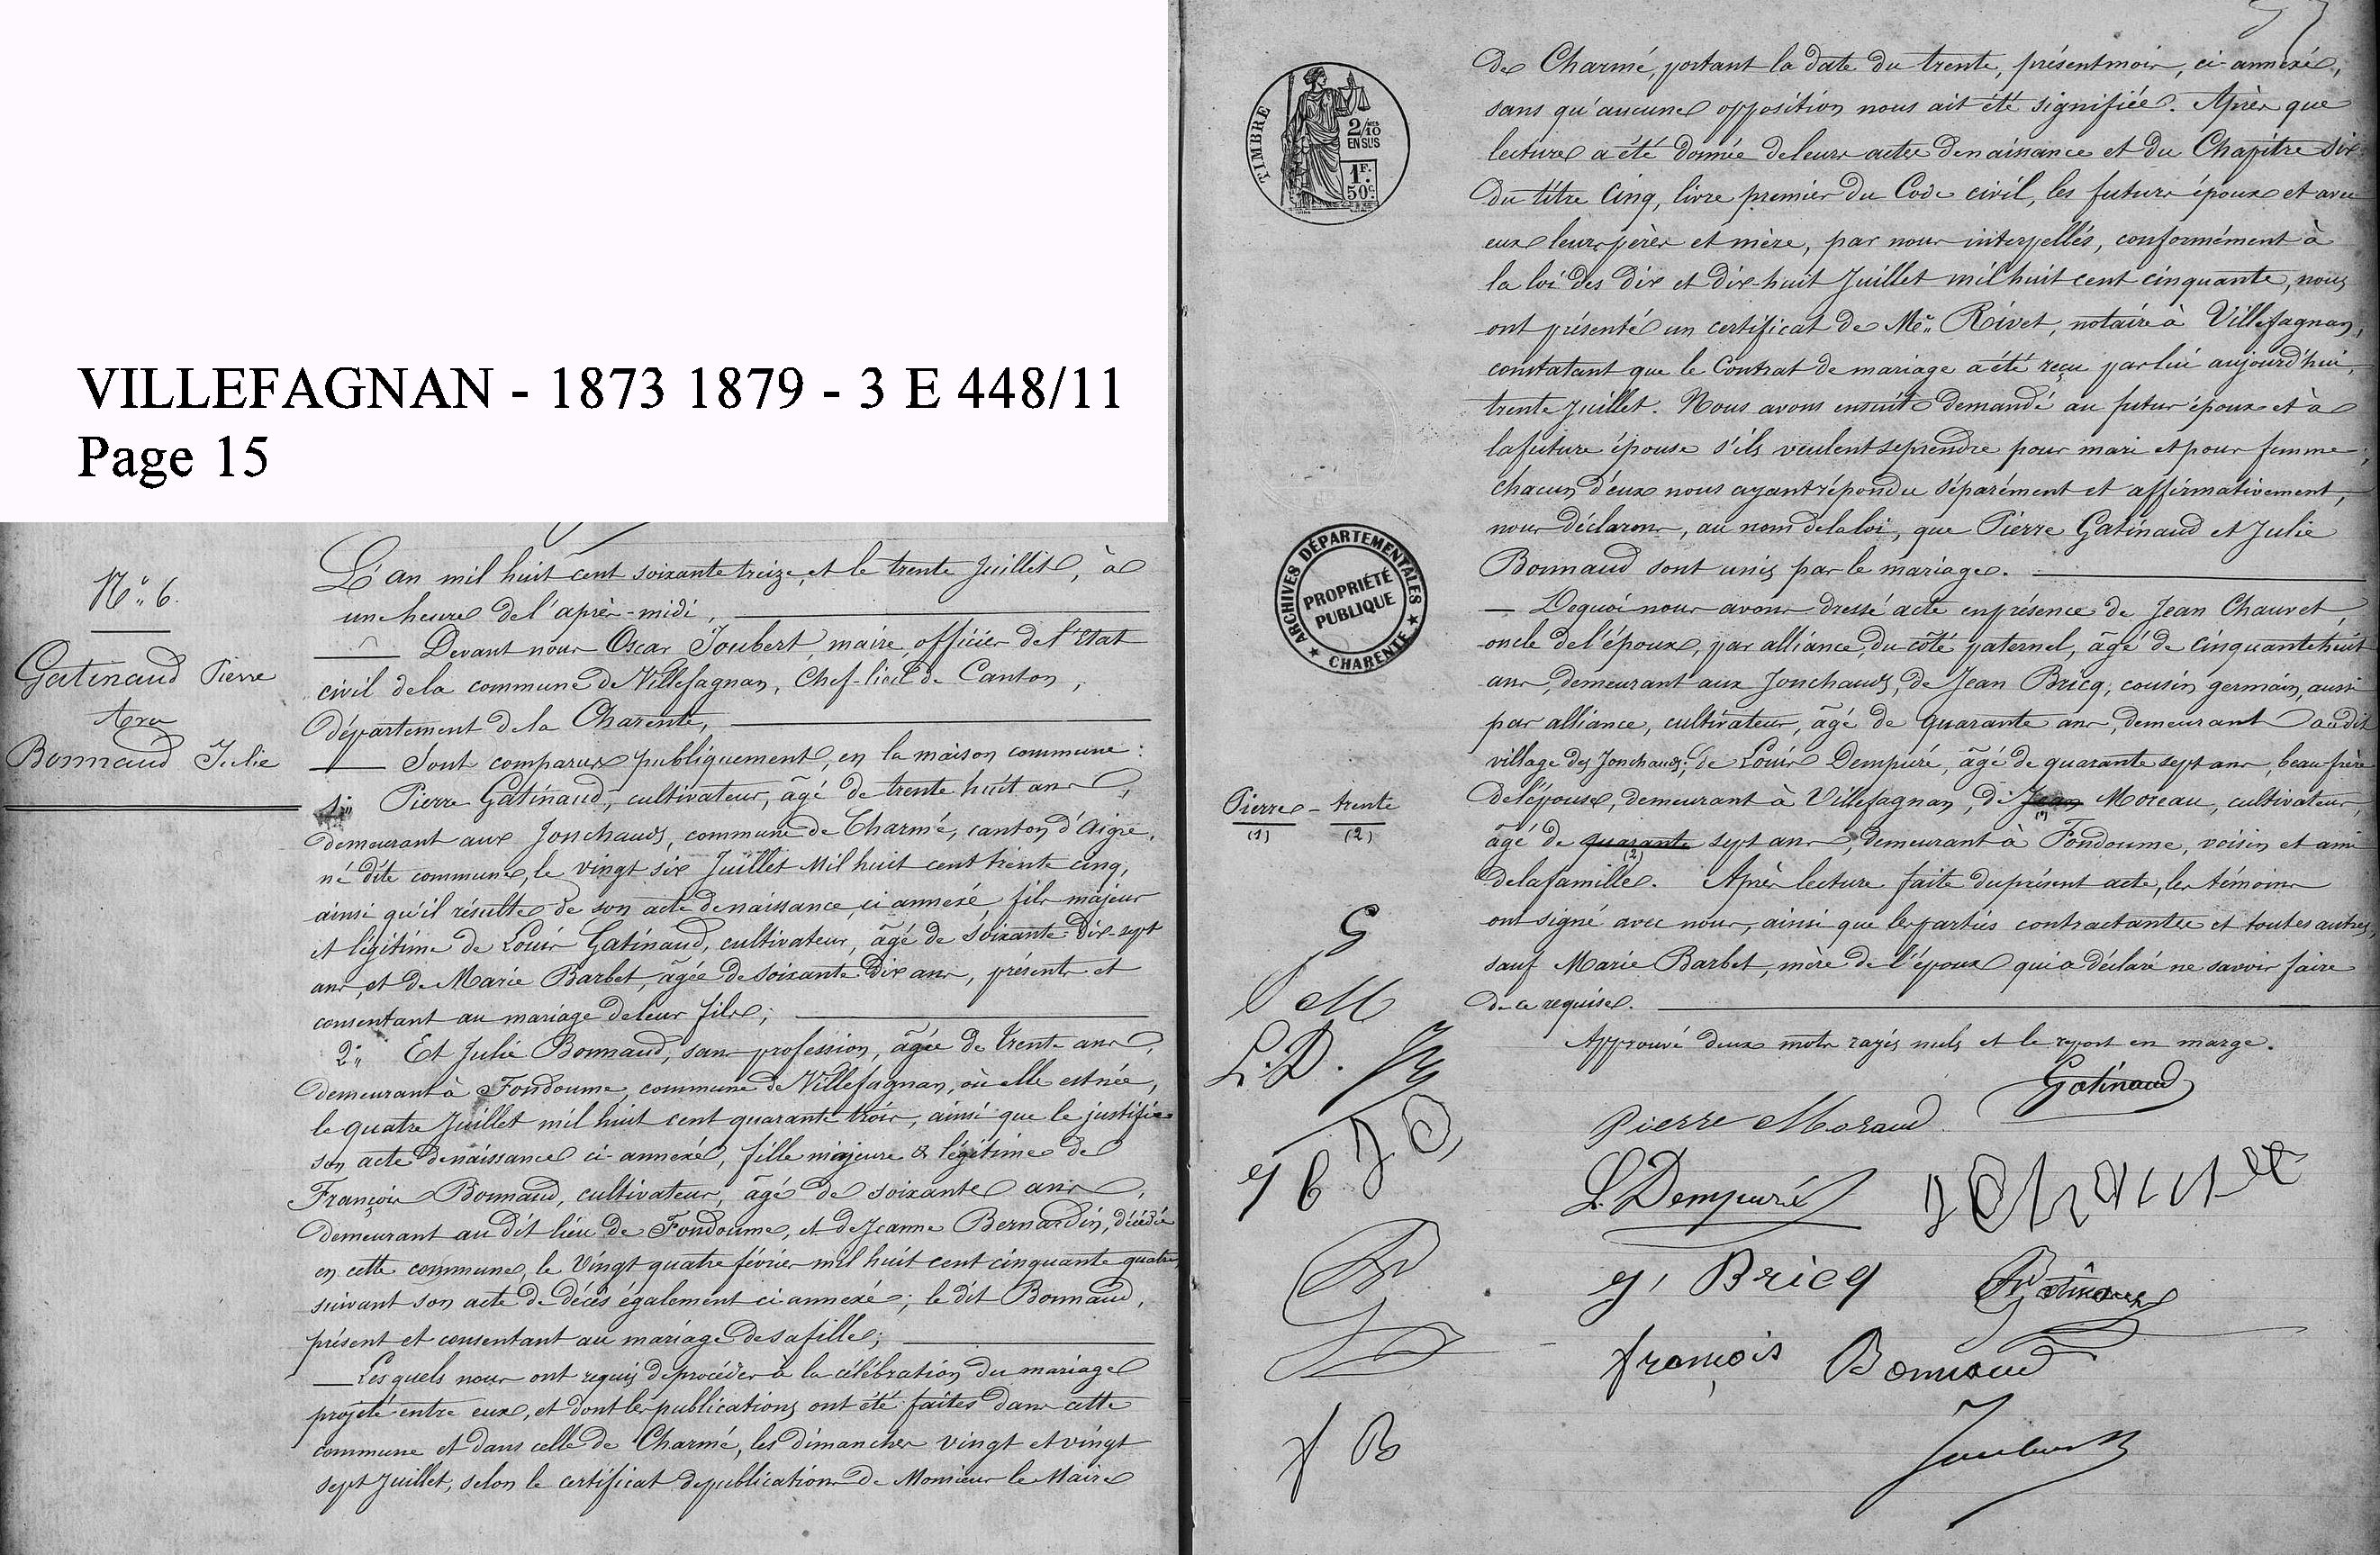 VILLEFAGNAN - 1873 1879 - 3 E 448/11
Page 15
N° 6.
Gatinaud Pierre
avec
Bonnaud Julie
L'an mil huit cent soixante treize, et le trente Juillet, à
une heure de l'après-midi,
Devant nous Oscar Joubert, maire, officier de l'Etat
civil de la commune de Villefagnan, Chef-lieu de Canton,
département de la Charente,
Sont comparus publiquement, en la maison commune :
1° Pierre Gatinaud, cultivateur, âgé de trente huit ans,
demeurant aux Jonchauds, commune de Charmé, canton d'Aigre,
né dite commune, le vingt six Juillet mil huit cent trente cinq,
ainsi qu'il résulte de son acte de naissance, ci annexé, fils majeur
et légitime de Louis Gatinaud, cultivateur, âgé de soixante dix-sept
ans, et de Marie Barbet, âgée de soixante dix ans, présents et
consentant au mariage de leur fils;
2° Et Julie Bonnaud, sans profession, âgée de trente ans,
demeurant à Fondoume, commune de Villefagnan, où elle est née,
le quatre Juillet mil huit cent quarante trois, ainsi que le justifie
son acte de naissance ci-annexé, fille majeure & légitime de
François Bonnaud, cultivateur, âgé de soixante ans,
demeurant au dit lieu de Fondoume, et de Jeanne Bernardin, décédée
en cette commune, le vingt quatre février mil huit cent cinquante quatre,
suivant son acte de décès également ci annexé; le dit Bonnaud,
présent et consentant au mariage de sa fille;
Les quels nous ont requis de procéder à la célébration du mariage
projeté entre eux, et dont les publications ont été faites dans cette
commune et dans celle de Charmé, les dimanches vingt et vingt
sept Juillet, selon le certificat de publications de Monsieur le Maire
TIMBRE
2/10
EN SUS
1F.
50c.
de Charmé, portant la date du trente, présent mois, ci-annexé,
sans qu'aucune opposition nous ait été signifiée. Après que
lecture a été donnée de leurs actes de naissance et du Chapitre six
du titre Cinq, livre premier du Code civil, les futurs époux et avec
eux leurs pères et mère, par nous interpellés, conformément à
la loi des dix et dix-huit Juillet mil huit cent cinquante, nous
ont présenté un certificat de Me Rivet, notaire à Villefagnan,
constatant que le Contrat de mariage a été reçu par lui aujourd'hui,
trente Juillet. Nous avons ensuite demandé au futur époux et à
la future épouse s'ils veulent se prendre pour mari et pour femme;
chacun d'eux nous ayant répondu séparément et affirmativement,
nous déclarons, au nom de la loi, que Pierre Gatinaud et Julie
Bonnaud sont unis par le mariage.
De quoi nous avons dressé acte en présence de Jean Chauvet,
oncle de l'époux, par alliance, du côté paternel, âgé de cinquante huit
ans, demeurant aux Jonchauds, de Jean Bricq, cousin germain, aussi
par alliance, cultivateur, âgé de quarante ans, demeurant audit
village des Jonchauds; de Louis Dempuré, âgé de quarante sept ans, beau frère
de l'épouse, demeurant à Villefagnan, de Jean (1) Moreau, cultivateur,
âgé de quarante (2) sept ans, demeurant à Fondoume, voisin et ami
de la famille. Après lecture faite du présent acte, les témoins
ont signé avec nous, ainsi que les parties contractantes et toutes autres,
sauf Marie Barbet, mère de l'époux qui a déclaré ne savoir faire
de ce requise.
Approuvé deux mots rayés nuls et le report en marge.
ARCHIVES DÉPARTEMENTALES
PROPRIÉTÉ
PUBLIQUE
CHARENTE
Pierre - trente
(1) (2)
G
M
L. D.
J B
f B
Gatinaud
Pierre Moraud
L. Dempuré
J. Bricq
Gatinaud
françois Bonnaud
Joubert